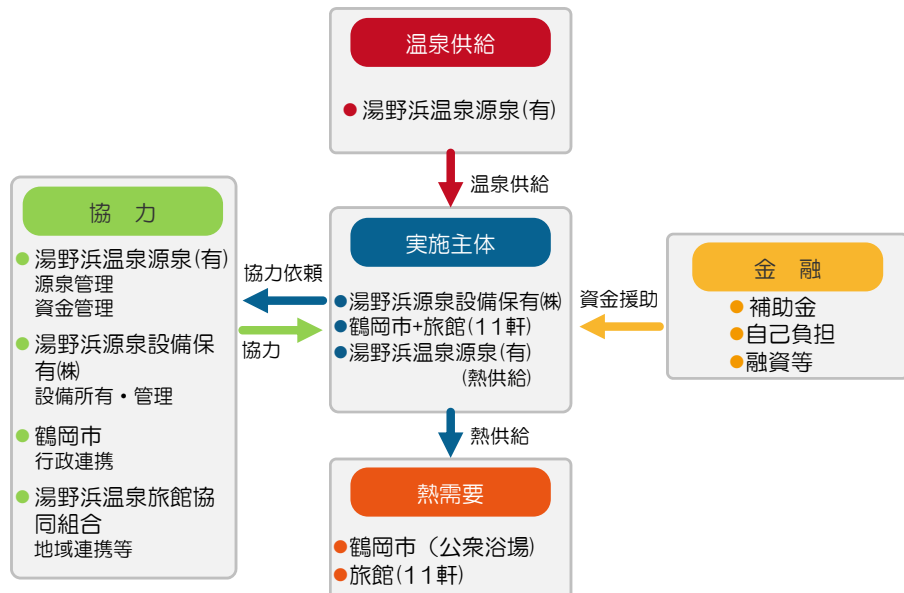 温泉供給
●湯野浜温泉源泉(有)
温泉供給
協　力
●湯野浜温泉源泉(有)
源泉管理
資金管理
●湯野浜源泉設備保
有㈱
設備所有・管理
●鶴岡市
行政連携
●湯野浜温泉旅館協
同組合
地域連携等
協力依頼
協力
実施主体
●湯野浜源泉設備保有㈱
●鶴岡市+旅館(11軒)
●湯野浜温泉源泉(有)
(熱供給)
資金援助
金　融
●補助金
●自己負担
●融資等
熱供給
熱需要
●鶴岡市（公衆浴場)
●旅館(11軒)